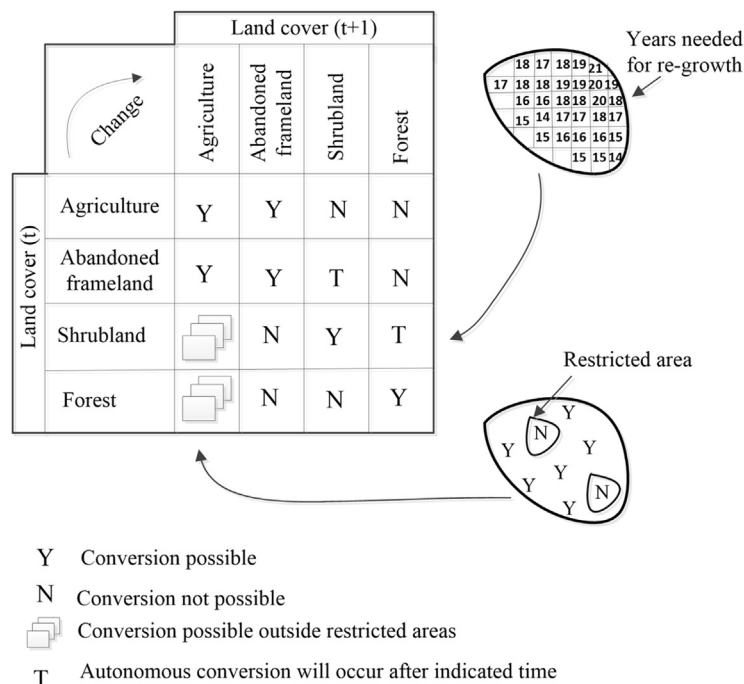 Land cover (t+1)
Change
Agriculture
Abandoned
frameland
Shrubland
Forest
Land cover (t)
Agriculture Y Y N N
Abandoned
frameland Y Y T N
Shrubland N Y T
Forest N N Y
Years needed
for re-growth
18 17 18 19 21
17 18 18 19 19 20 19
16 16 18 18 20 18
15 14 17 17 18 17
15 16 16 16 15
15 15 14
Restricted area
Y
N
Y
Y
Y
Y
N
Y
Y Conversion possible
N Conversion not possible
Conversion possible outside restricted areas
T Autonomous conversion will occur after indicated time